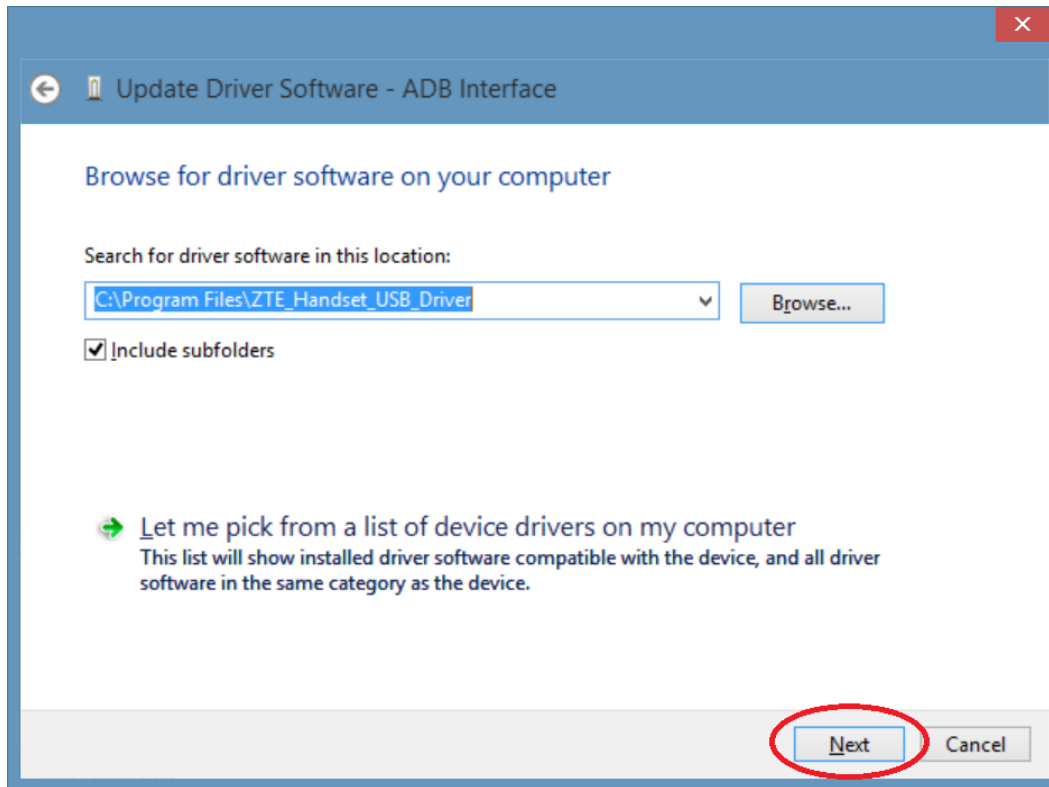 Update Driver Software - ADB Interface
Browse for driver software on your computer
Search for driver software in this location:
C:\Program Files\ZTE_Handset_USB_Driver
Browse...
Include subfolders
Let me pick from a list of device drivers on my computer
This list will show installed driver software compatible with the device, and all driver
software in the same category as the device.
Next
Cancel